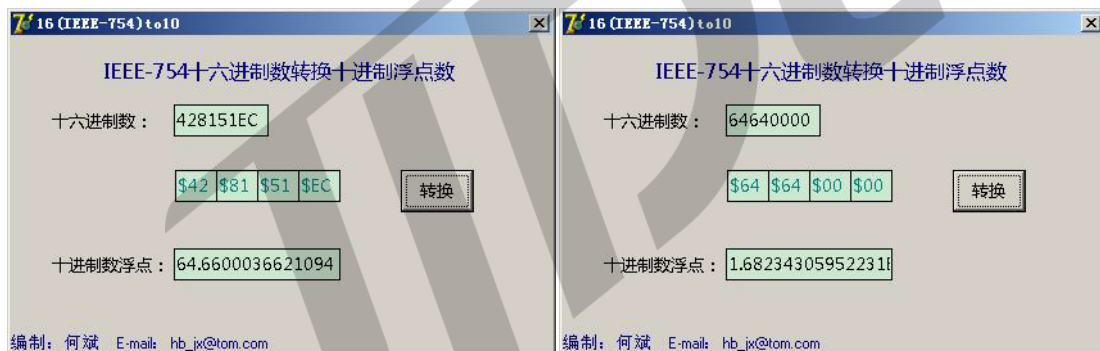 16(IEEE-754)to10
IEEE-754十六进制数转换十进制浮点数
十六进制数： 428151EC
$42 $81 $51 $EC 转换
十进制数浮点： 64.6600036621094
编制：何斌 E-mail: hb_jx@tom.com
16(IEEE-754)to10
IEEE-754十六进制数转换十进制浮点数
十六进制数： 64640000
$64 $64 $00 $00 转换
十进制数浮点： 1.68234305952231
编制：何斌 E-mail: hb_jx@tom.com